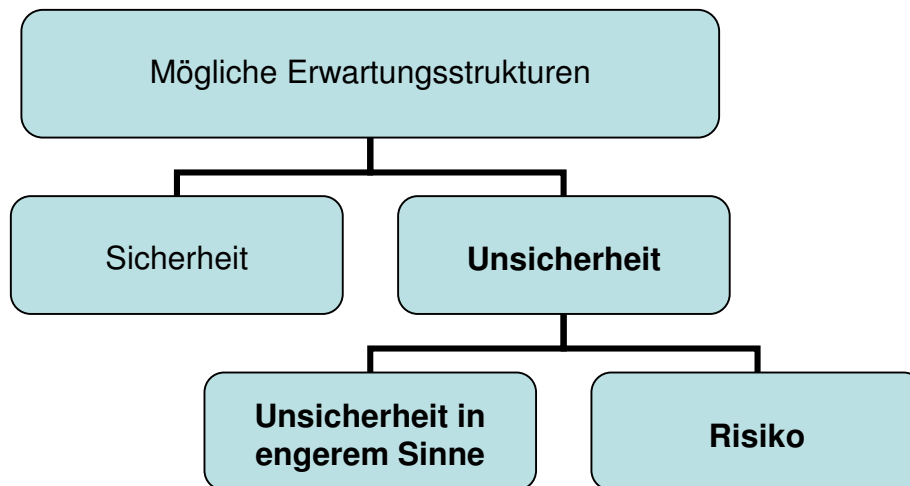 Mögliche Erwartungsstrukturen
Sicherheit
Unsicherheit
Unsicherheit in
engerem Sinne
Risiko